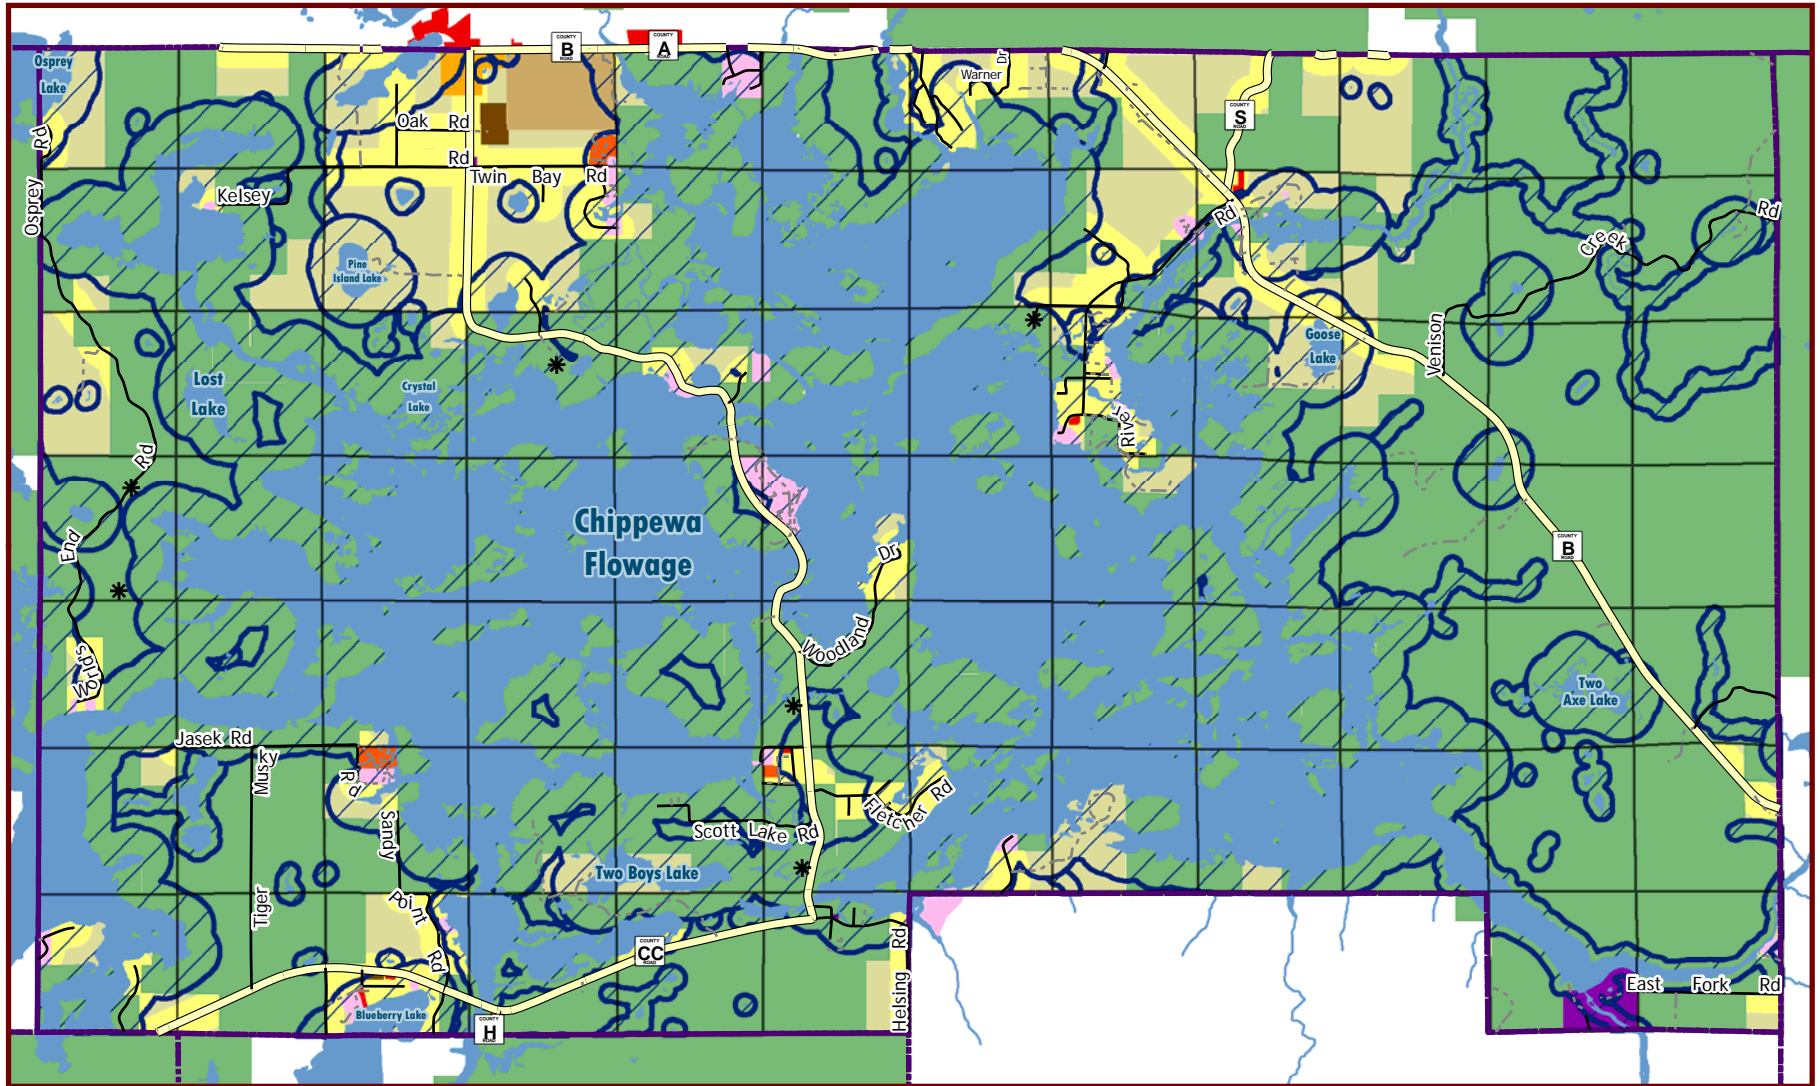 COUNTY
B
ROAD
COUNTY
A
ROAD
Osprey
Lake
Warner
Dr
COUNTY
S
ROAD
Oak Rd
Rd
Rd
Twin Bay Rd
Kelsey
Osprey
Rd
Rd
Creek
Pine
Island Lake
Venison
Goose
Lake
Lost
Lake
Crystal
Lake
River
Rd
Chippewa
Flowage
End
Dr
COUNTY
B
ROAD
Woodland
Worlds
Two
Axe Lake
Jasek Rd
Musky
Rd
Fletcher Rd
Sandy
Scott Lake Rd
Two Boys Lake
Tiger
Point
Rd
COUNTY
CC
ROAD
Helsing Rd
East Fork Rd
Blueberry Lake
COUNTY
H
ROAD